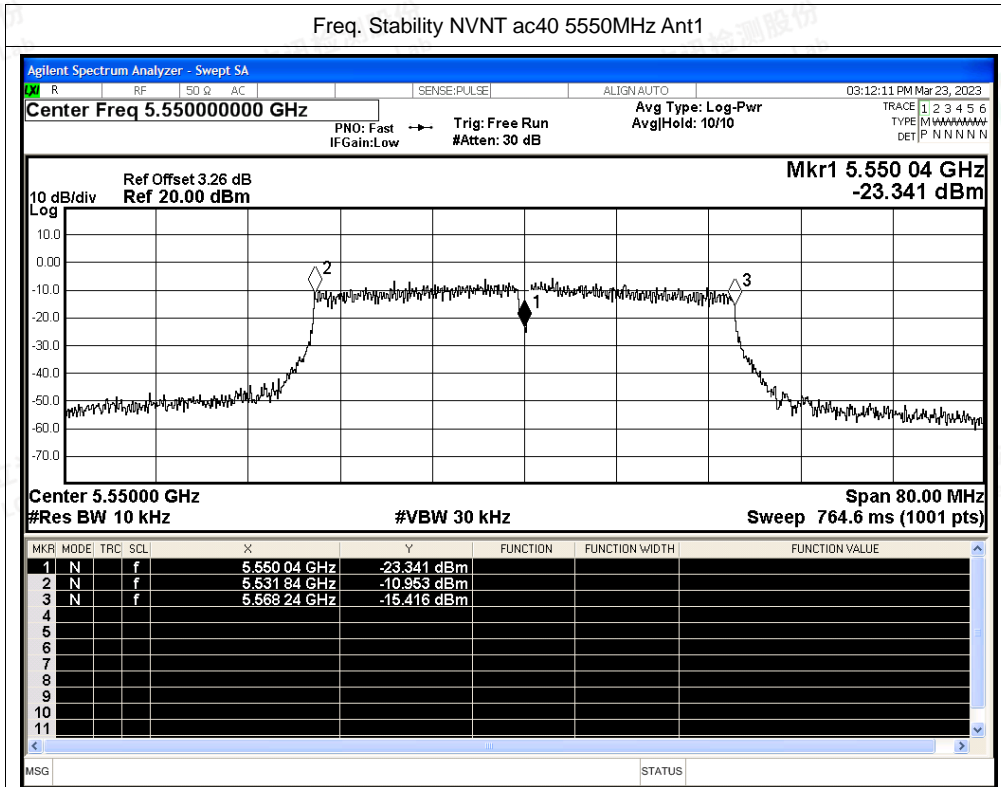 Freq. Stability NVNT ac40 5550MHz Ant1
Agilent Spectrum Analyzer - Swept SA
LXI R RF 50 Ω AC SENSE:PULSE ALIGN AUTO 03:12:11 PM Mar 23, 2023
Center Freq 5.550000000 GHz
PNO: Fast
IFGain:Low
Trig: Free Run
#Atten: 30 dB
Avg Type: Log-Pwr
Avg|Hold: 10/10
TRACE 1 2 3 4 5 6
TYPE M WWWWW
DET P N N N N N
Mkr1 5.550 04 GHz
-23.341 dBm
Ref Offset 3.26 dB
Ref 20.00 dBm
10 dB/div
Log
10.0
0.00
-10.0
-20.0
-30.0
-40.0
-50.0
-60.0
-70.0
2
1
3
Center 5.55000 GHz Span 80.00 MHz
#Res BW 10 kHz #VBW 30 kHz Sweep 764.6 ms (1001 pts)
MKR MODE TRC SCL X Y FUNCTION FUNCTION WIDTH FUNCTION VALUE
1 N f 5.550 04 GHz -23.341 dBm
2 N f 5.531 84 GHz -10.953 dBm
3 N f 5.568 24 GHz -15.416 dBm
4
5
6
7
8
9
10
11
MSG STATUS